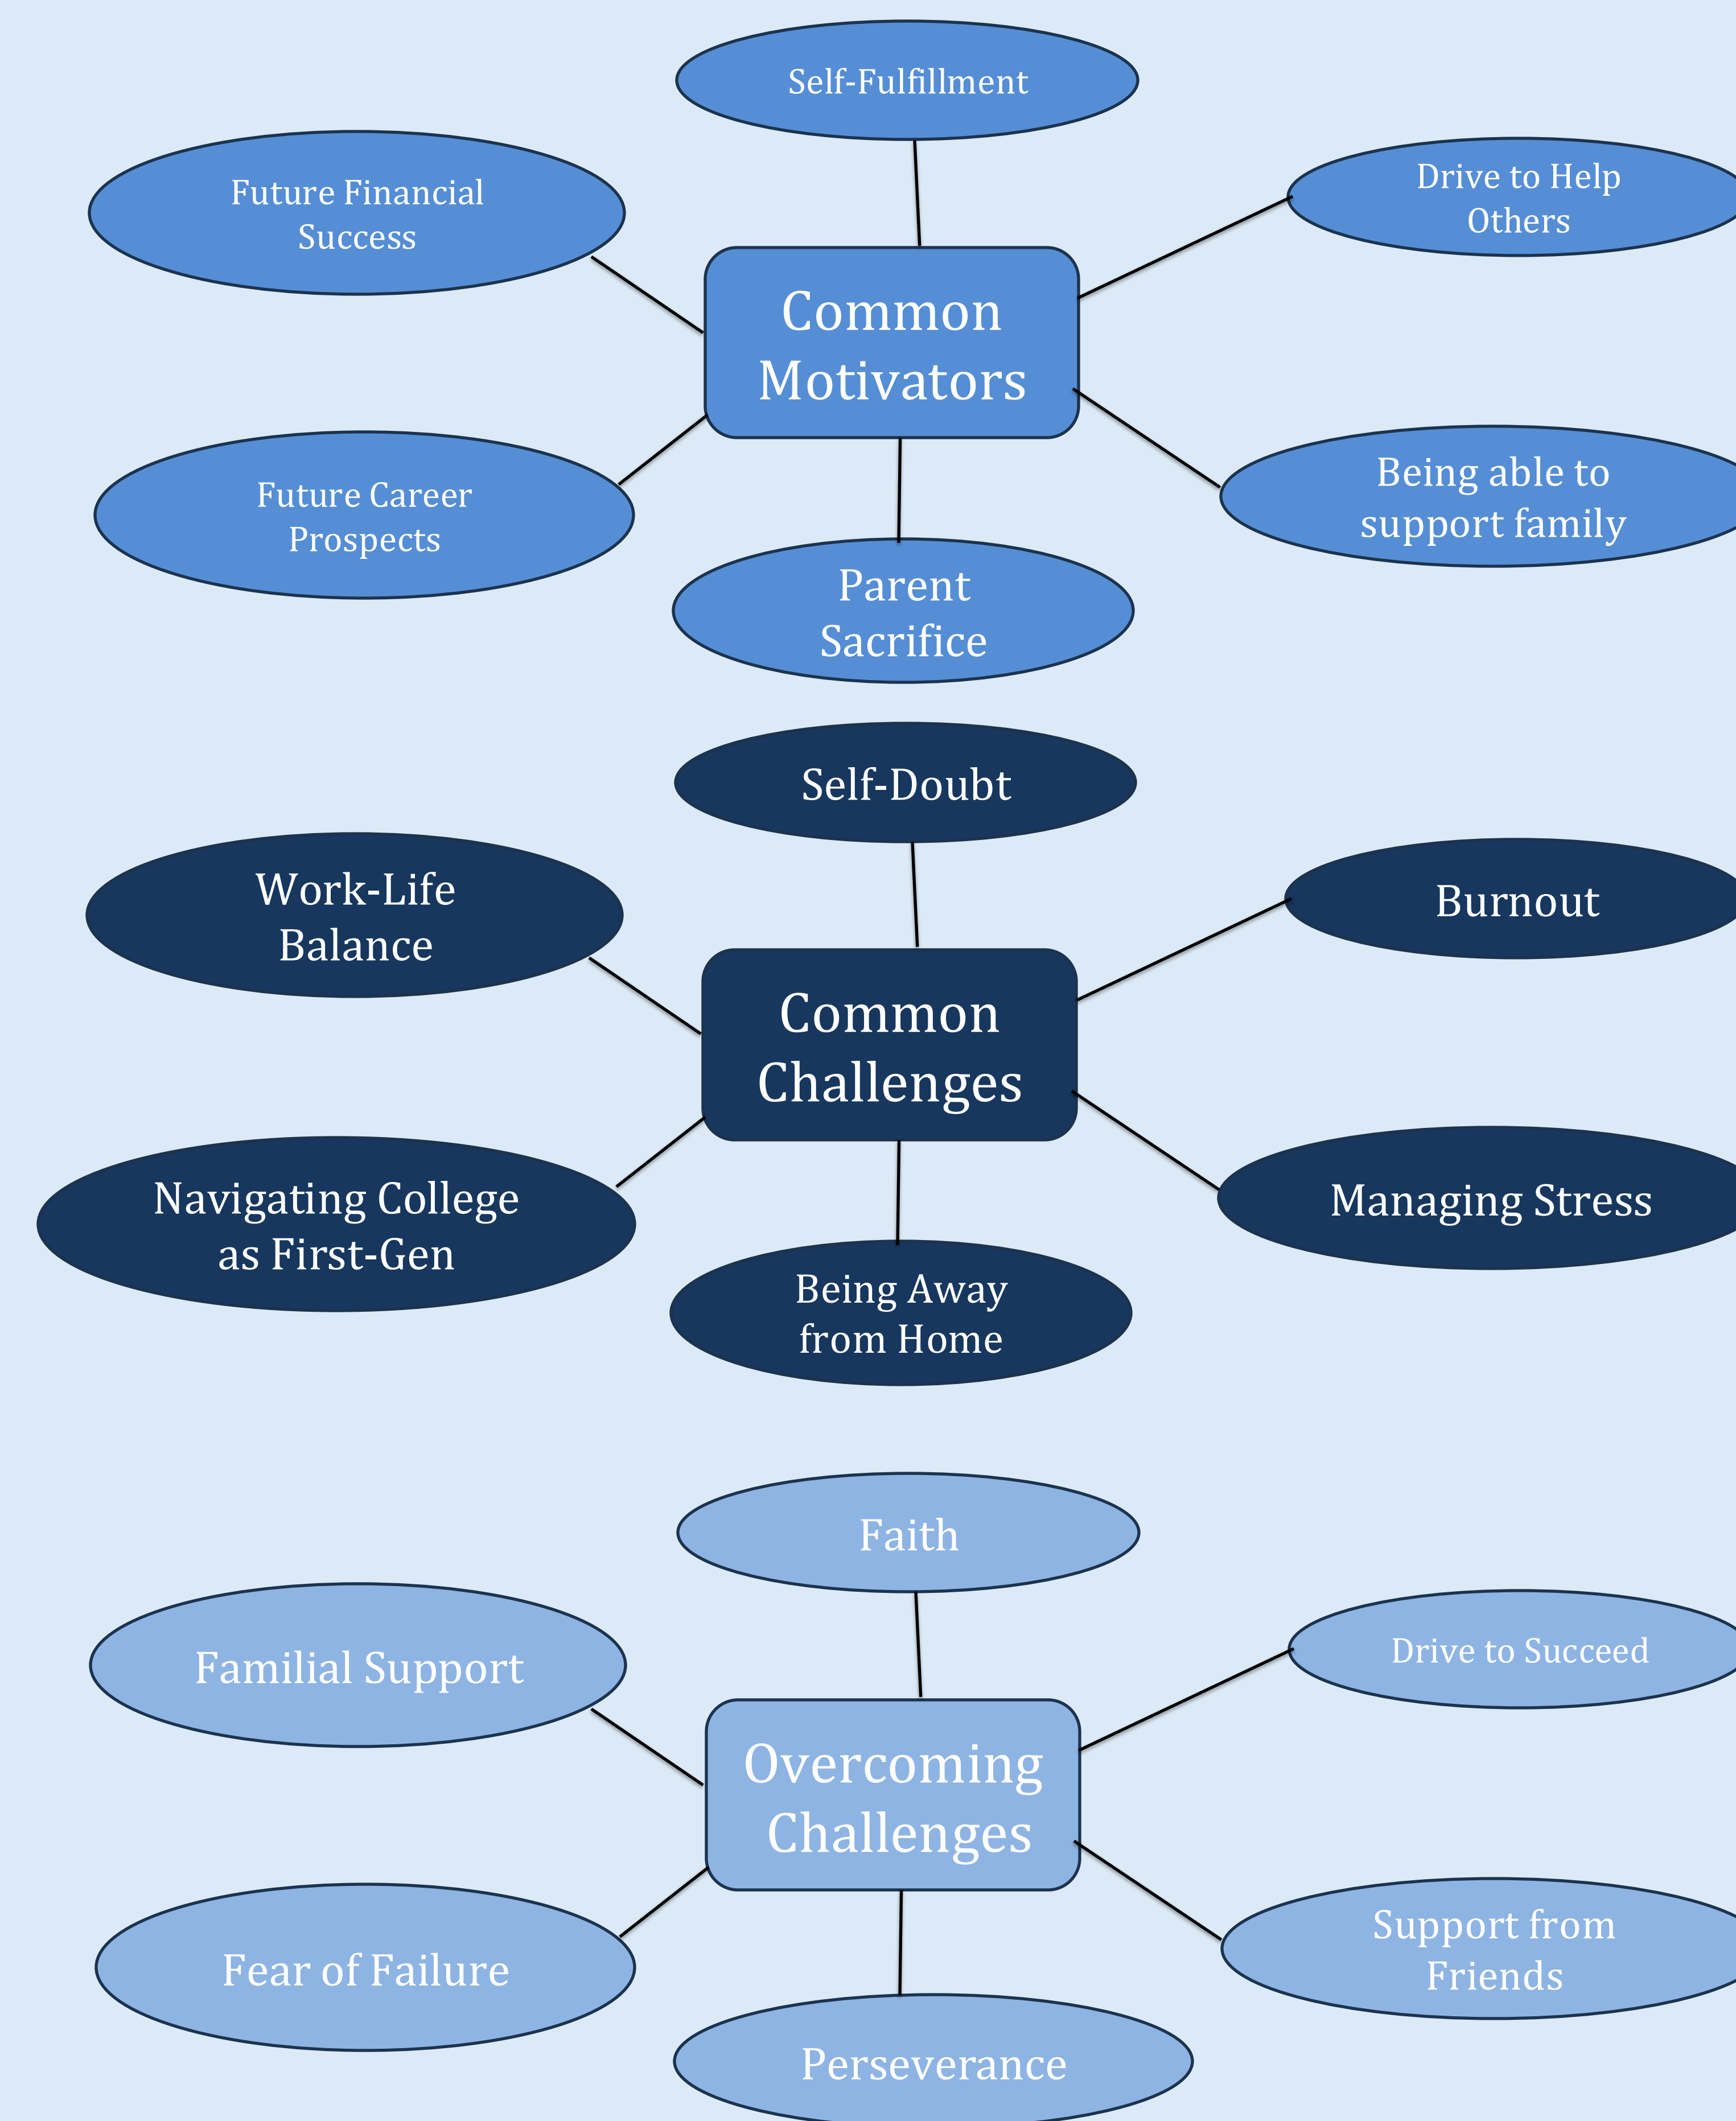 Self-Fulfillment
Future Financial
Success
Drive to Help
Others
Common
Motivators
Future Career
Prospects
Being able to
support family
Parent
Sacrifice
Self-Doubt
Work-Life
Balance
Burnout
Common
Challenges
Navigating College
as First-Gen
Managing Stress
Being Away
from Home
Faith
Familial Support
Drive to Succeed
Overcoming
Challenges
Fear of Failure
Support from
Friends
Perseverance